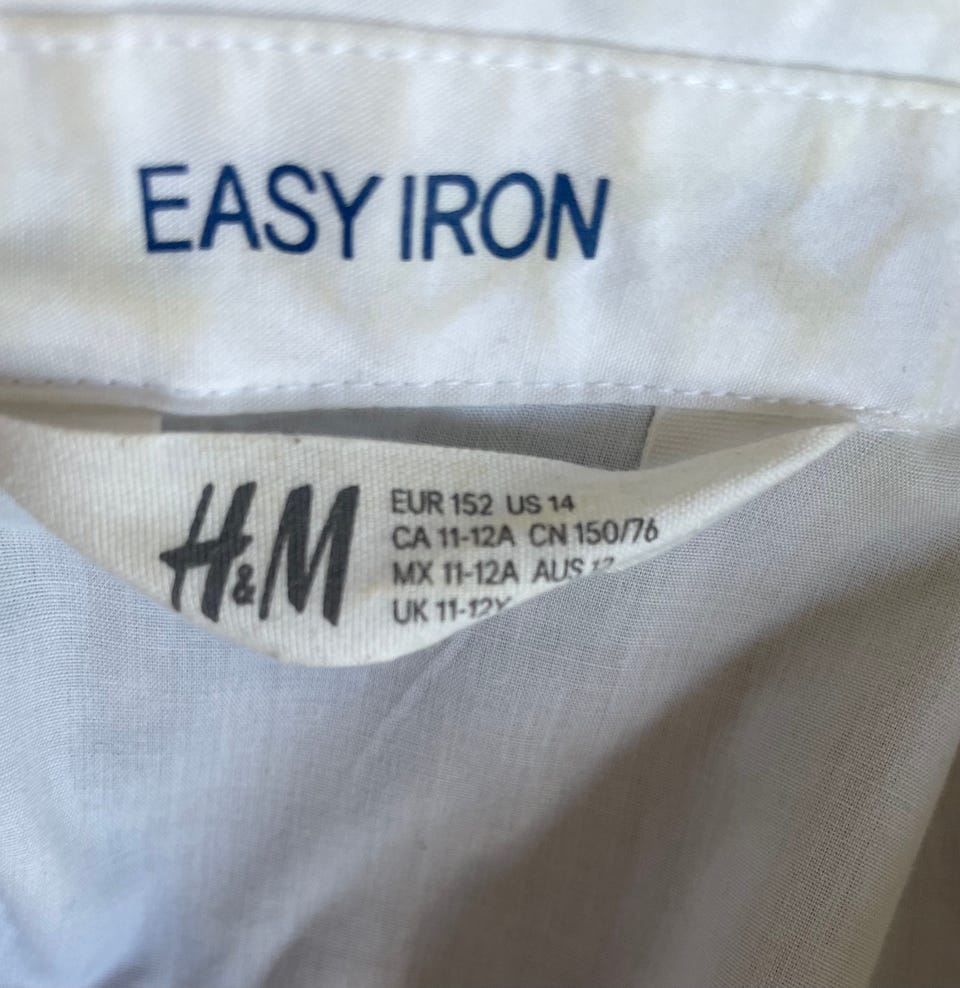 EASY IRON
H&M
EUR 152 US 14
CA 11-12A CN 150/76
MX 11-12A AUS 12
UK 11-12Y